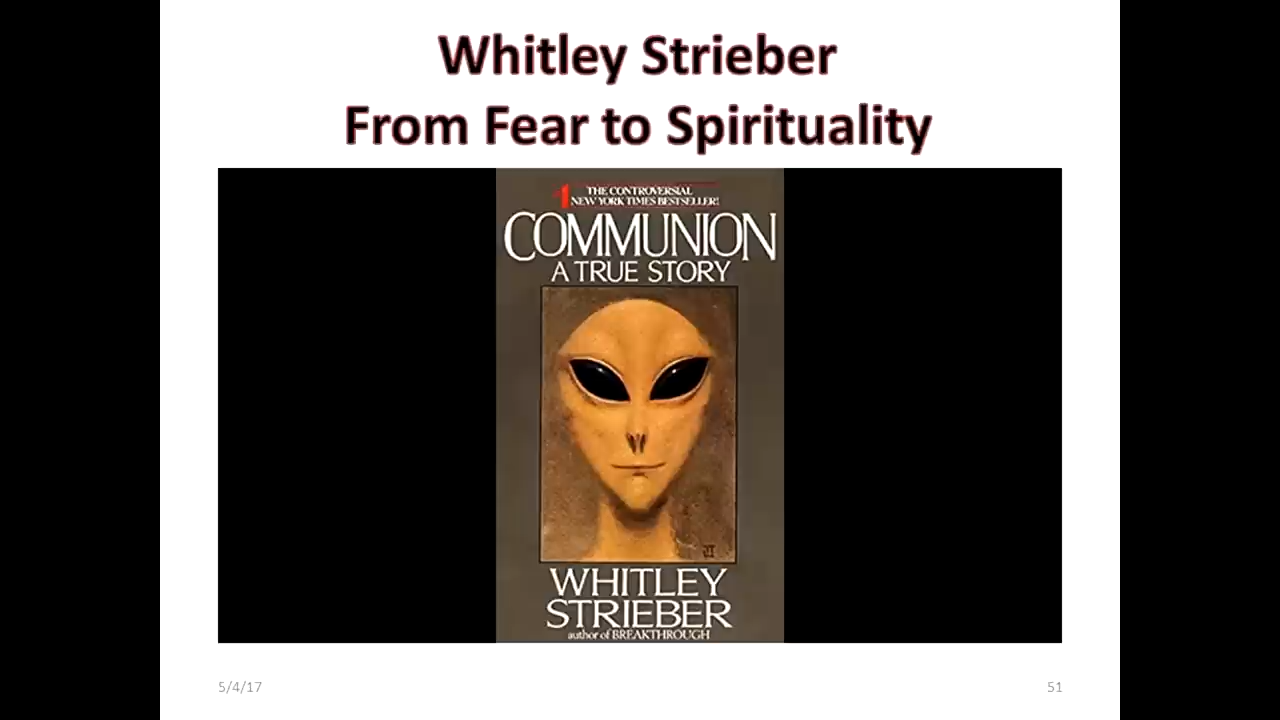 Whitley Strieber
From Fear to Spirituality
#1 THE CONTROVERSIAL
NEW YORK TIMES BESTSELLER!
COMMUNION
A TRUE STORY
WHITLEY
STRIEBER
author of BREAKTHROUGH
5/4/17
51